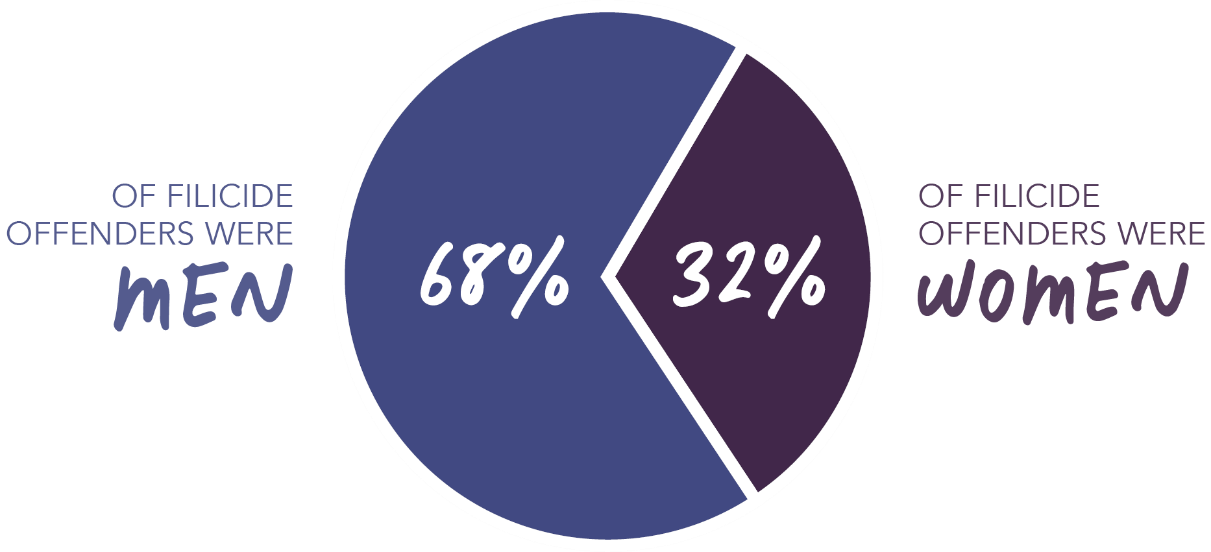 OF FILICIDE
OFFENDERS WERE
MEN
68%
32%
OF FILICIDE
OFFENDERS WERE
WOMEN